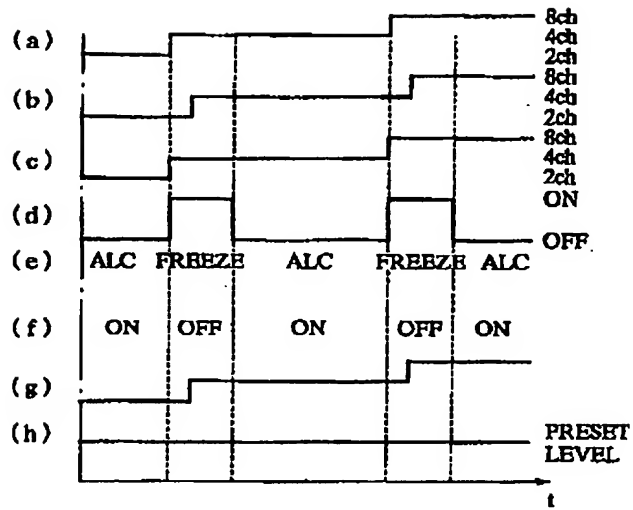 (a) 8ch
4ch
2ch
(b) 8ch
4ch
2ch
(c) 8ch
4ch
2ch
(d) ON
OFF
(e) ALC FREEZE ALC FREEZE ALC
(f) ON OFF ON OFF ON
(g)
(h) PRESET
LEVEL
t